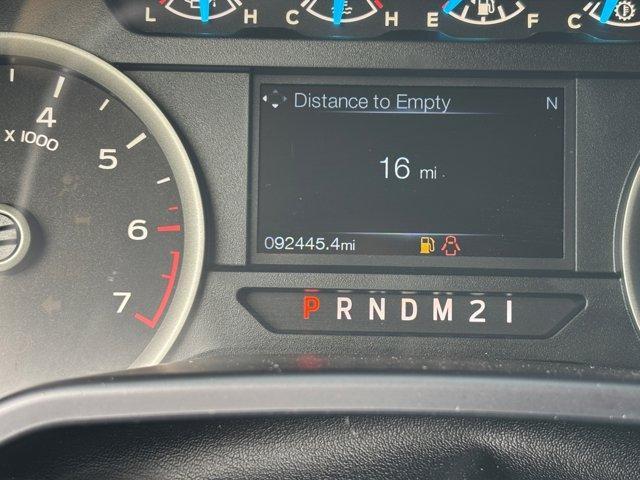 L H C H E F C
Distance to Empty N
4
x 1000
5
16 mi
6
092445.4mi
7
P R N D M 2 1